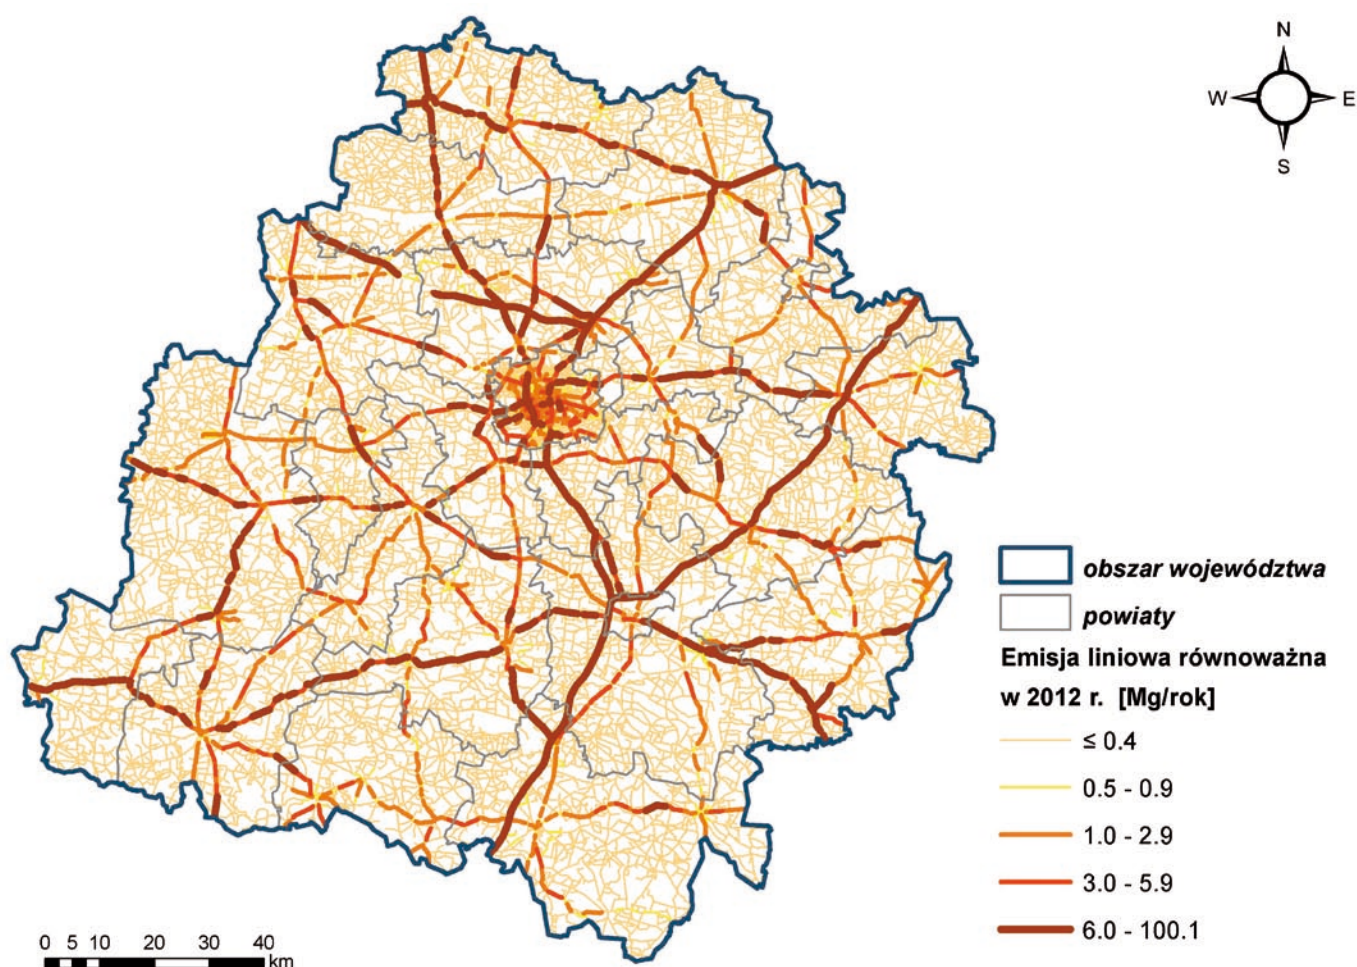 N
W E
S
obszar województwa
powiaty
Emisja liniowa równoważna
w 2012 r. [Mg/rok]
≤ 0.4
0.5 - 0.9
1.0 - 2.9
3.0 - 5.9
6.0 - 100.1
0 5 10 20 30 40
km